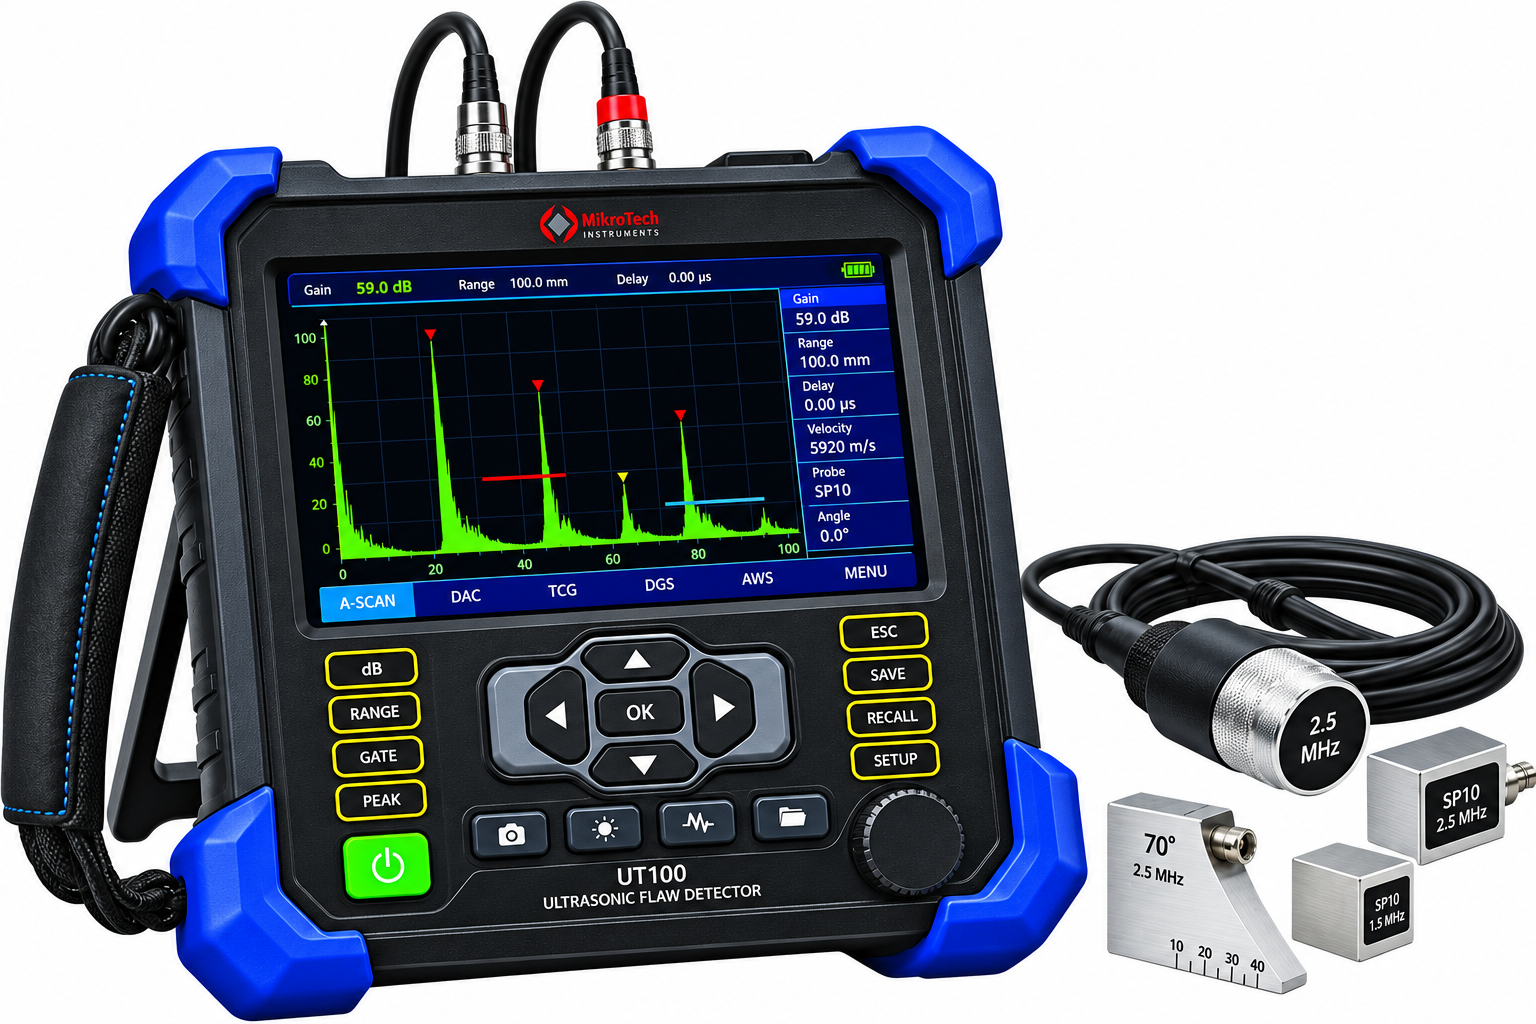 MikroTech
INSTRUMENTS
Gain 59.0 dB Range 100.0 mm Delay 0.00 µs
Gain
59.0 dB
Range
100.0 mm
Delay
0.00 µs
Velocity
5920 m/s
Probe
SP10
Angle
0.0°
100
80
60
40
20
0
0 20 40 60 80 100
A-SCAN DAC TCG DGS AWS MENU
dB
RANGE
GATE
PEAK
OK
ESC
SAVE
RECALL
SETUP
UT100
ULTRASONIC FLAW DETECTOR
2.5
MHz
SP10
2.5 MHz
70°
2.5 MHz
10 20 30 40
SP10
1.5 MHz